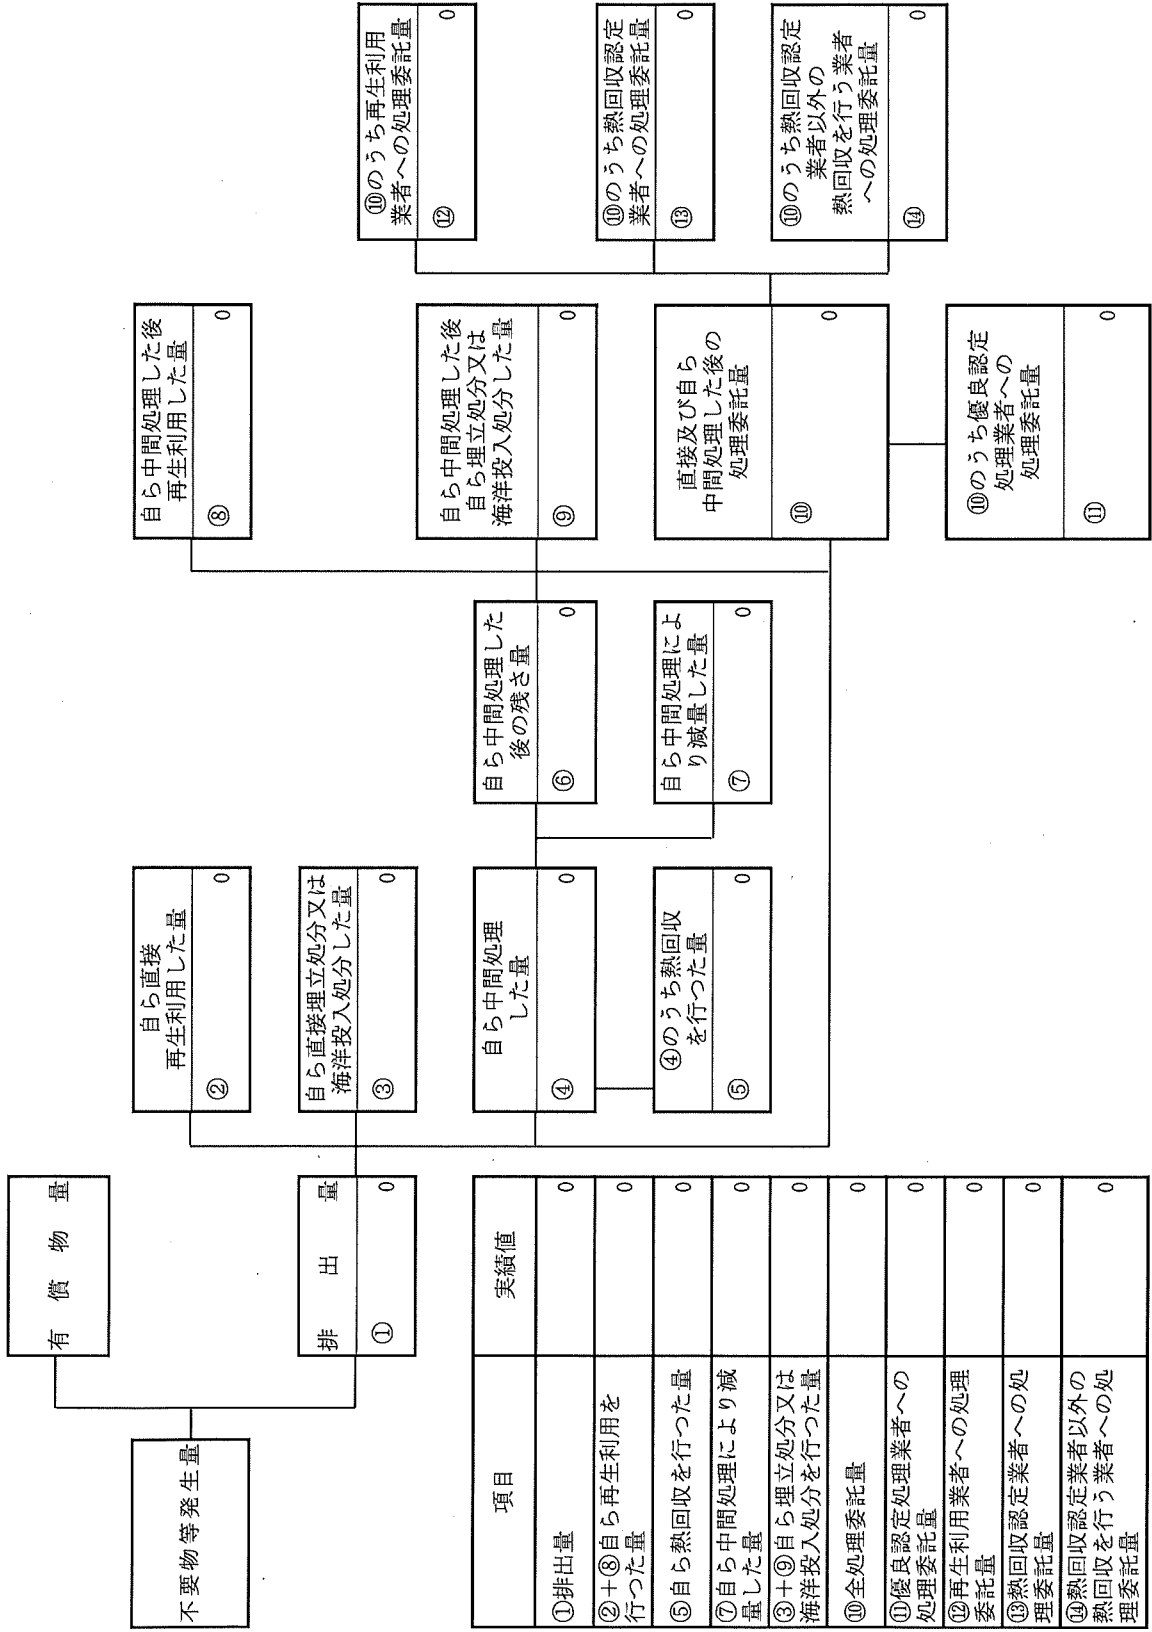 不要物等発生量
有償物量
排出量
① 0
自ら直接
再生利用した量
② 0
自ら直接埋立処分又は
海洋投入処分した量
③ 0
自ら中間処理
した量
④ 0
④のうち熱回収
を行つた量
⑤ 0
自ら中間処理した
後の残さ量
⑥ 0
自ら中間処理によ
り減量した量
⑦ 0
自ら中間処理した後
再生利用した量
⑧ 0
自ら中間処理した後
自ら埋立処分又は
海洋投入処分した量
⑨ 0
直接及び自ら
中間処理した後の
処理委託量
⑩ 0
⑩のうち優良認定
処理業者への
処理委託量
⑪ 0
⑩のうち再生利用
業者への処理委託量
⑫ 0
⑩のうち熱回収認定
業者への処理委託量
⑬ 0
⑩のうち熱回収認定
業者以外の
熱回収を行う業者
への処理委託量
⑭ 0
項目 実績値
①排出量 0
②+⑧自ら再生利用を
行つた量 0
⑤自ら熱回収を行つた量 0
⑦自ら中間処理により減
量した量 0
③+⑨自ら埋立処分又は
海洋投入処分を行つた量 0
⑩全処理委託量 0
⑪優良認定処理業者への
処理委託量 0
⑫再生利用業者への処理
委託量 0
⑬熱回収認定業者への処
理委託量 0
⑭熱回収認定業者以外の
熱回収を行う業者への処
理委託量 0